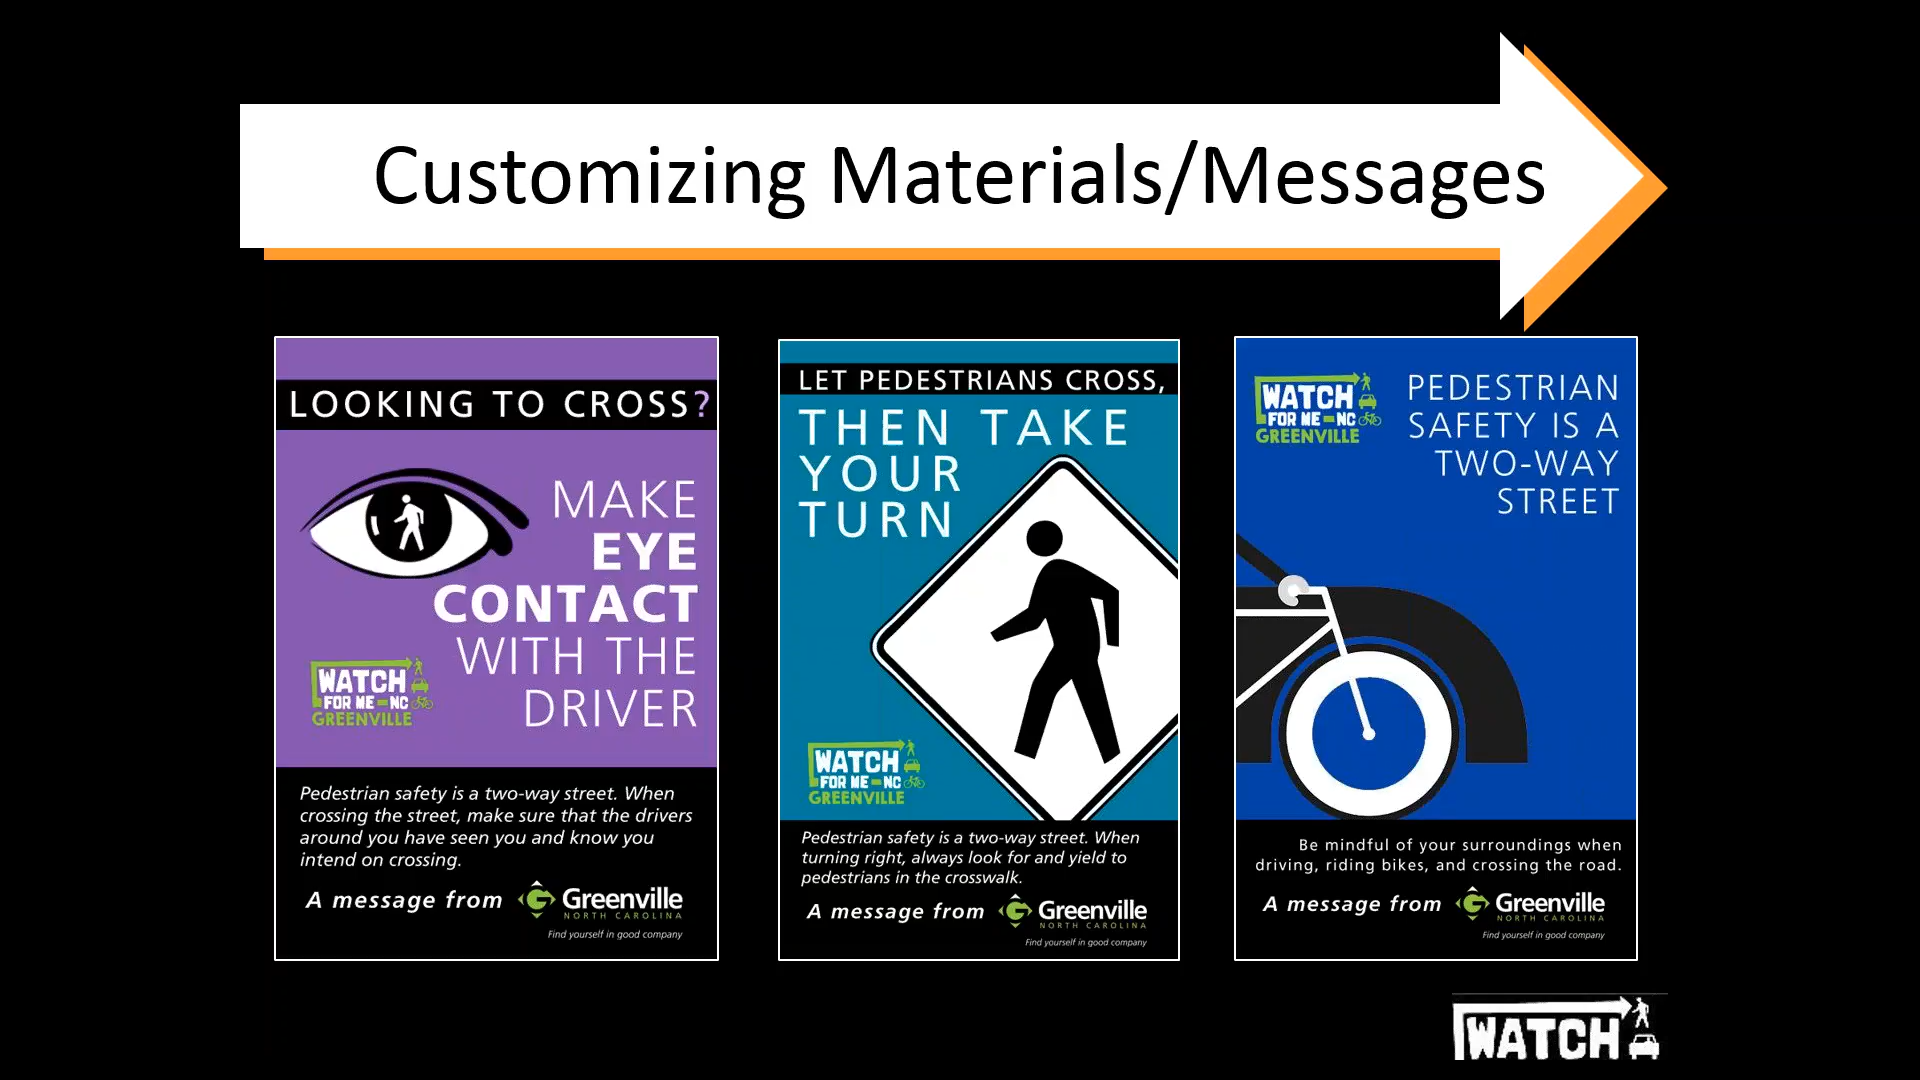 Customizing Materials/Messages
LOOKING TO CROSS?
MAKE
EYE
CONTACT
WITH THE
DRIVER
WATCH
FOR ME-NC
GREENVILLE
Pedestrian safety is a two-way street. When
crossing the street, make sure that the drivers
around you have seen you and know you
intend on crossing.
A message from
Greenville
NORTH CAROLINA
Find yourself in good company
LET PEDESTRIANS CROSS,
THEN TAKE
YOUR
TURN
WATCH
FOR ME-NC
GREENVILLE
Pedestrian safety is a two-way street. When
turning right, always look for and yield to
pedestrians in the crosswalk.
A message from
Greenville
NORTH CAROLINA
Find yourself in good company
WATCH
FOR ME-NC
GREENVILLE
PEDESTRIAN
SAFETY IS A
TWO-WAY
STREET
Be mindful of your surroundings when
driving, riding bikes, and crossing the road.
A message from
Greenville
NORTH CAROLINA
Find yourself in good company
WATCH